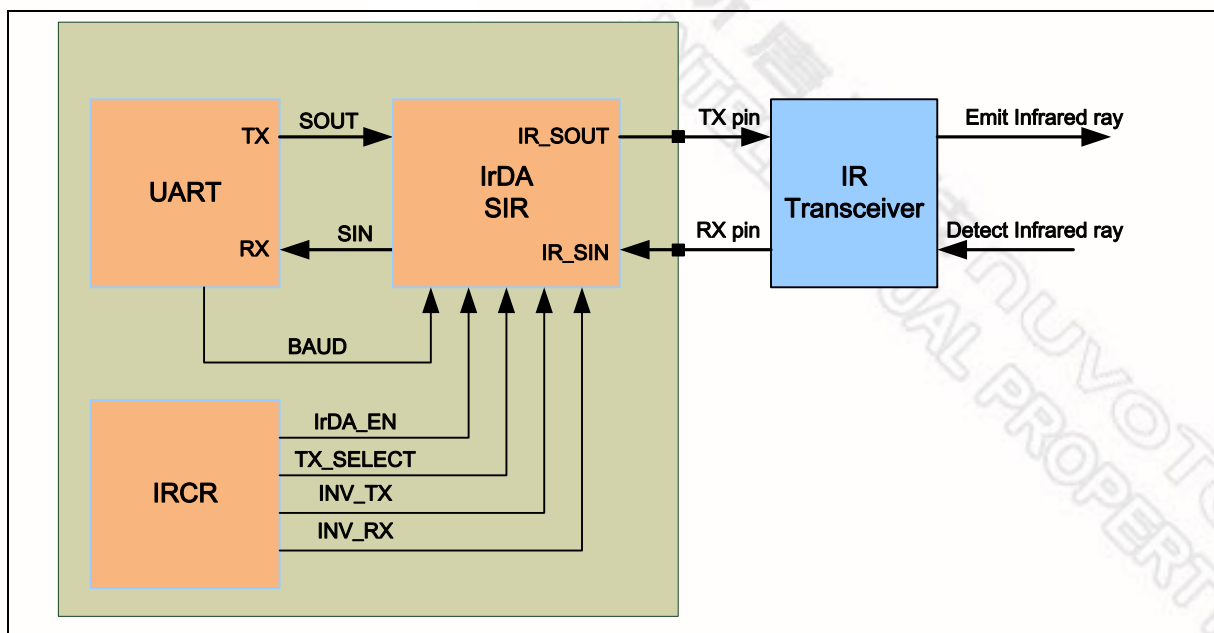 TX
SOUT
IR_SOUT
TX pin
Emit Infrared ray
UART
IrDA
SIR
IR
Transceiver
RX
SIN
IR_SIN
RX pin
Detect Infrared ray
BAUD
IRCR
IrDA_EN
TX_SELECT
INV_TX
INV_RX
nuvoTo